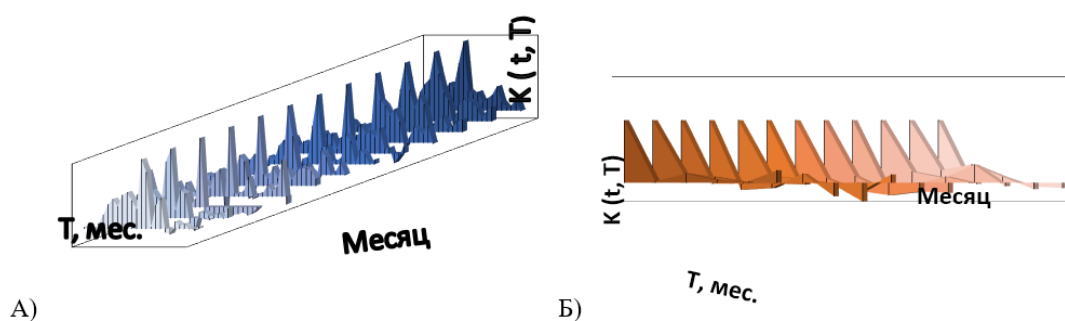 K ( t, T)
T, мес.
Месяц
А)
K (t, T)
Месяц
T, мес.
Б)